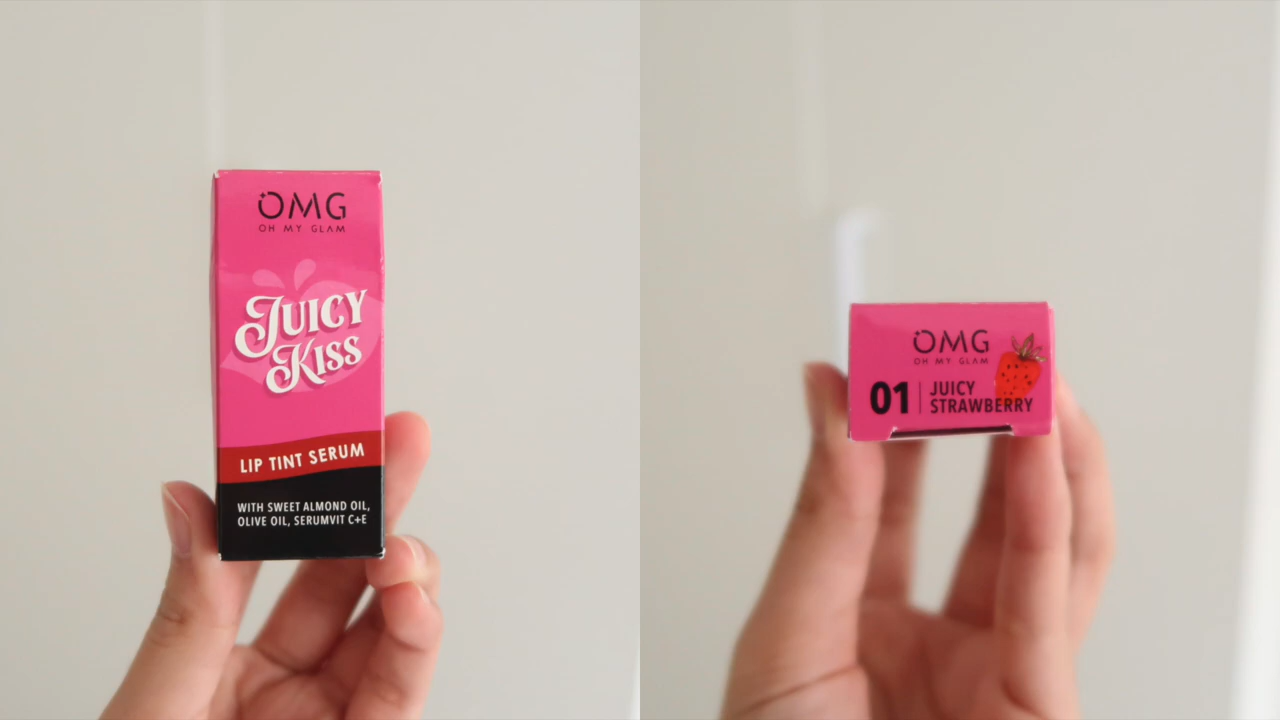 OMG
OH MY GLAM
JUICY
KISS
LIP TINT SERUM
WITH SWEET ALMOND OIL,
OLIVE OIL, SERUMVIT C+E
OMG
OH MY GLAM
01 JUICY
STRAWBERRY